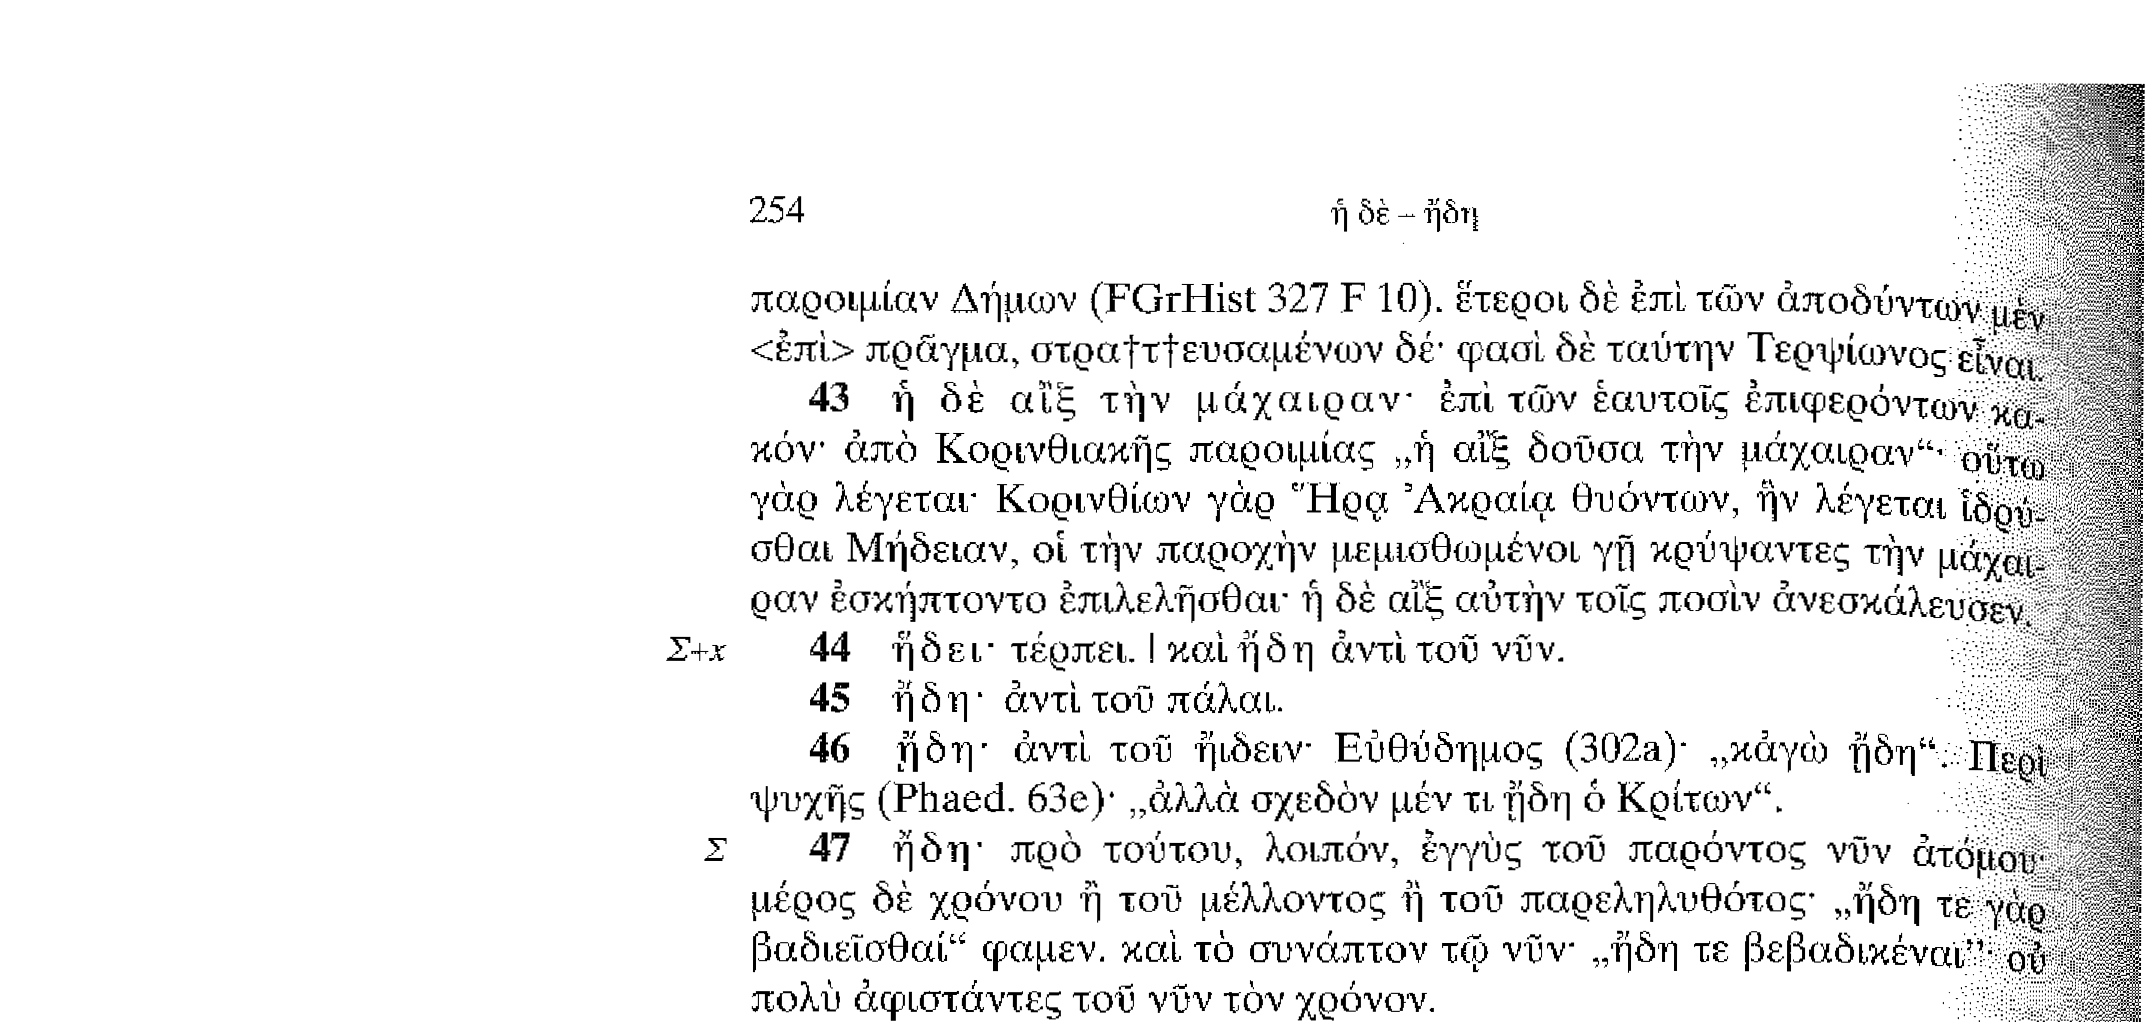 254
ἡ δὲ – ἤδη
παροιμίαν Δήμων (FGrHist 327 F 10). ἕτεροι δὲ ἐπὶ τῶν ἀποδύντων μὲν
<ἐπὶ> πρᾶγμα, στρα†τ†ευσαμένων δέ· φασὶ δὲ ταύτην Τερψίωνος εἶναι.
43 ἡ δὲ αἲξ τὴν μάχαιραν· ἐπὶ τῶν ἑαυτοῖς ἐπιφερόντων κα-
κόν· ἀπὸ Κορινθιακῆς παροιμίας „ἡ αἲξ δοῦσα τὴν μάχαιραν“· οὕτω
γὰρ λέγεται· Κορινθίων γὰρ Ἥρᾳ Ἀκραίᾳ θυόντων, ἣν λέγεται ἱδρύ-
σθαι Μήδειαν, οἱ τὴν παροχὴν μεμισθωμένοι γῇ κρύψαντες τὴν μάχαι-
ραν ἐσκήπτοντο ἐπιλελῆσθαι· ἡ δὲ αἲξ αὐτὴν τοῖς ποσὶν ἀνεσκάλευσεν.
Σ+x 44 ἥδει· τέρπει. | καὶ ἤδη ἀντὶ τοῦ νῦν.
45 ἤδη· ἀντὶ τοῦ πάλαι.
46 ᾔδη· ἀντὶ τοῦ ἤιδειν· Εὐθύδημος (302a)· „κἀγὼ ᾔδη“. Περὶ
ψυχῆς (Phaed. 63e)· „ἀλλὰ σχεδὸν μέν τι ᾔδη ὁ Κρίτων“.
Σ 47 ἤδη· πρὸ τούτου, λοιπόν, ἐγγὺς τοῦ παρόντος νῦν ἀτόμου·
μέρος δὲ χρόνου ἢ τοῦ μέλλοντος ἢ τοῦ παρεληλυθότος· „ἤδη τε γὰρ
βαδιεῖσθαί“ φαμεν. καὶ τὸ συνάπτον τῷ νῦν· „ἤδη τε βεβαδικέναι“· οὐ
πολὺ ἀφιστάντες τοῦ νῦν τὸν χρόνον.